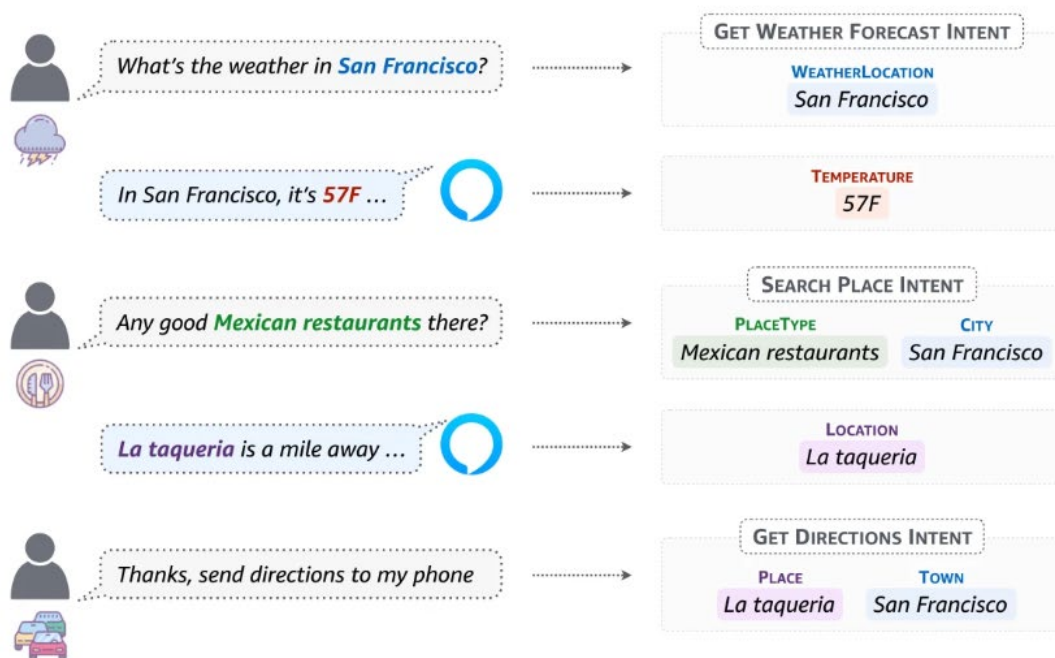 What's the weather in San Francisco?
GET WEATHER FORECAST INTENT
WEATHERLOCATION
San Francisco
In San Francisco, it's 57F ...
TEMPERATURE
57F
Any good Mexican restaurants there?
SEARCH PLACE INTENT
PLACETYPE CITY
Mexican restaurants San Francisco
La taqueria is a mile away ...
LOCATION
La taqueria
Thanks, send directions to my phone
GET DIRECTIONS INTENT
PLACE TOWN
La taqueria San Francisco